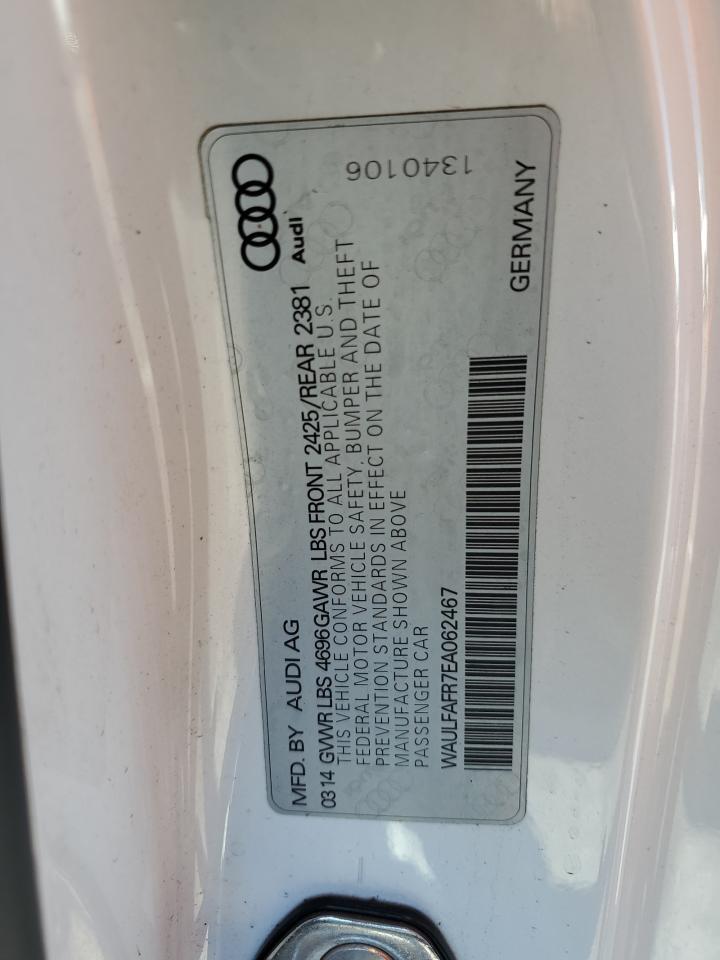 MFD. BY AUDI AG
Audi
0314 GVWR LBS 4696GAWR LBS FRONT 2425/REAR 2381
THIS VEHICLE CONFORMS TO ALL APPLICABLE U.S.
FEDERAL MOTOR VEHICLE SAFETY, BUMPER AND THEFT
PREVENTION STANDARDS IN EFFECT ON THE DATE OF
MANUFACTURE SHOWN ABOVE
PASSENGER CAR
1340106
WAULFAFR7EA062467
GERMANY